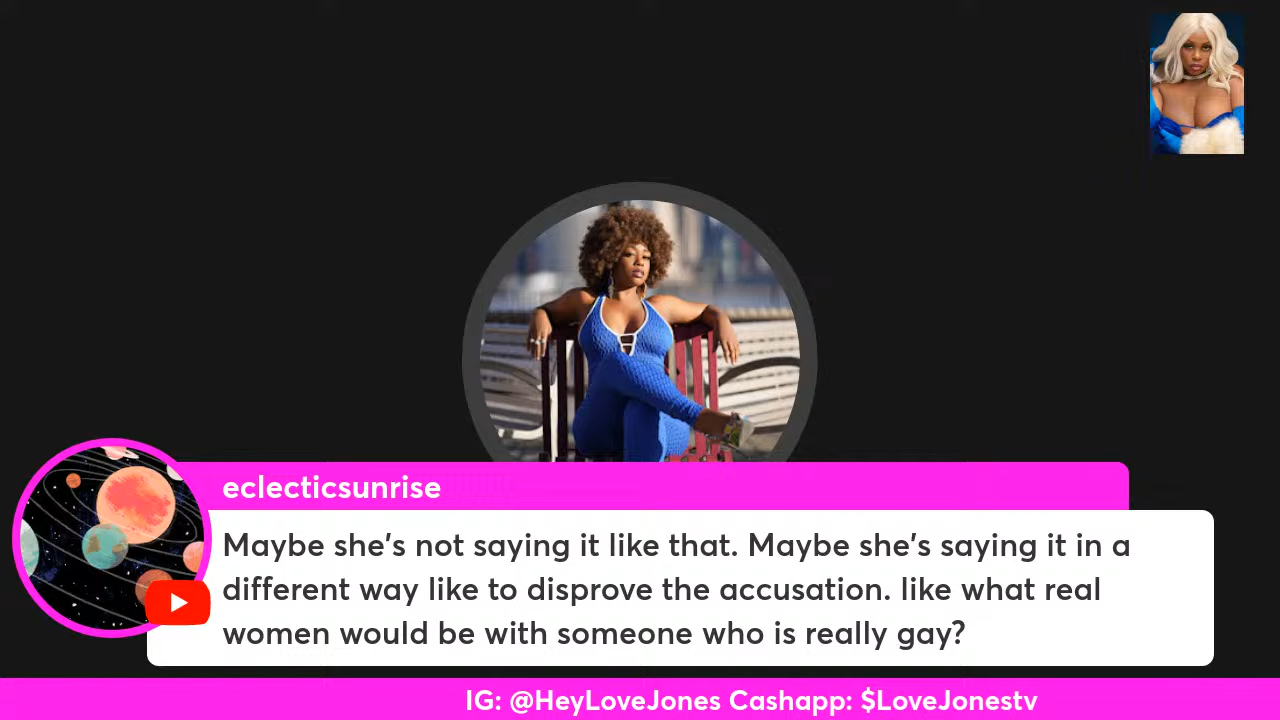 eclecticsunrise
Maybe she's not saying it like that. Maybe she's saying it in a
different way like to disprove the accusation. like what real
women would be with someone who is really gay?
IG: @HeyLoveJones Cashapp: $LoveJonestv